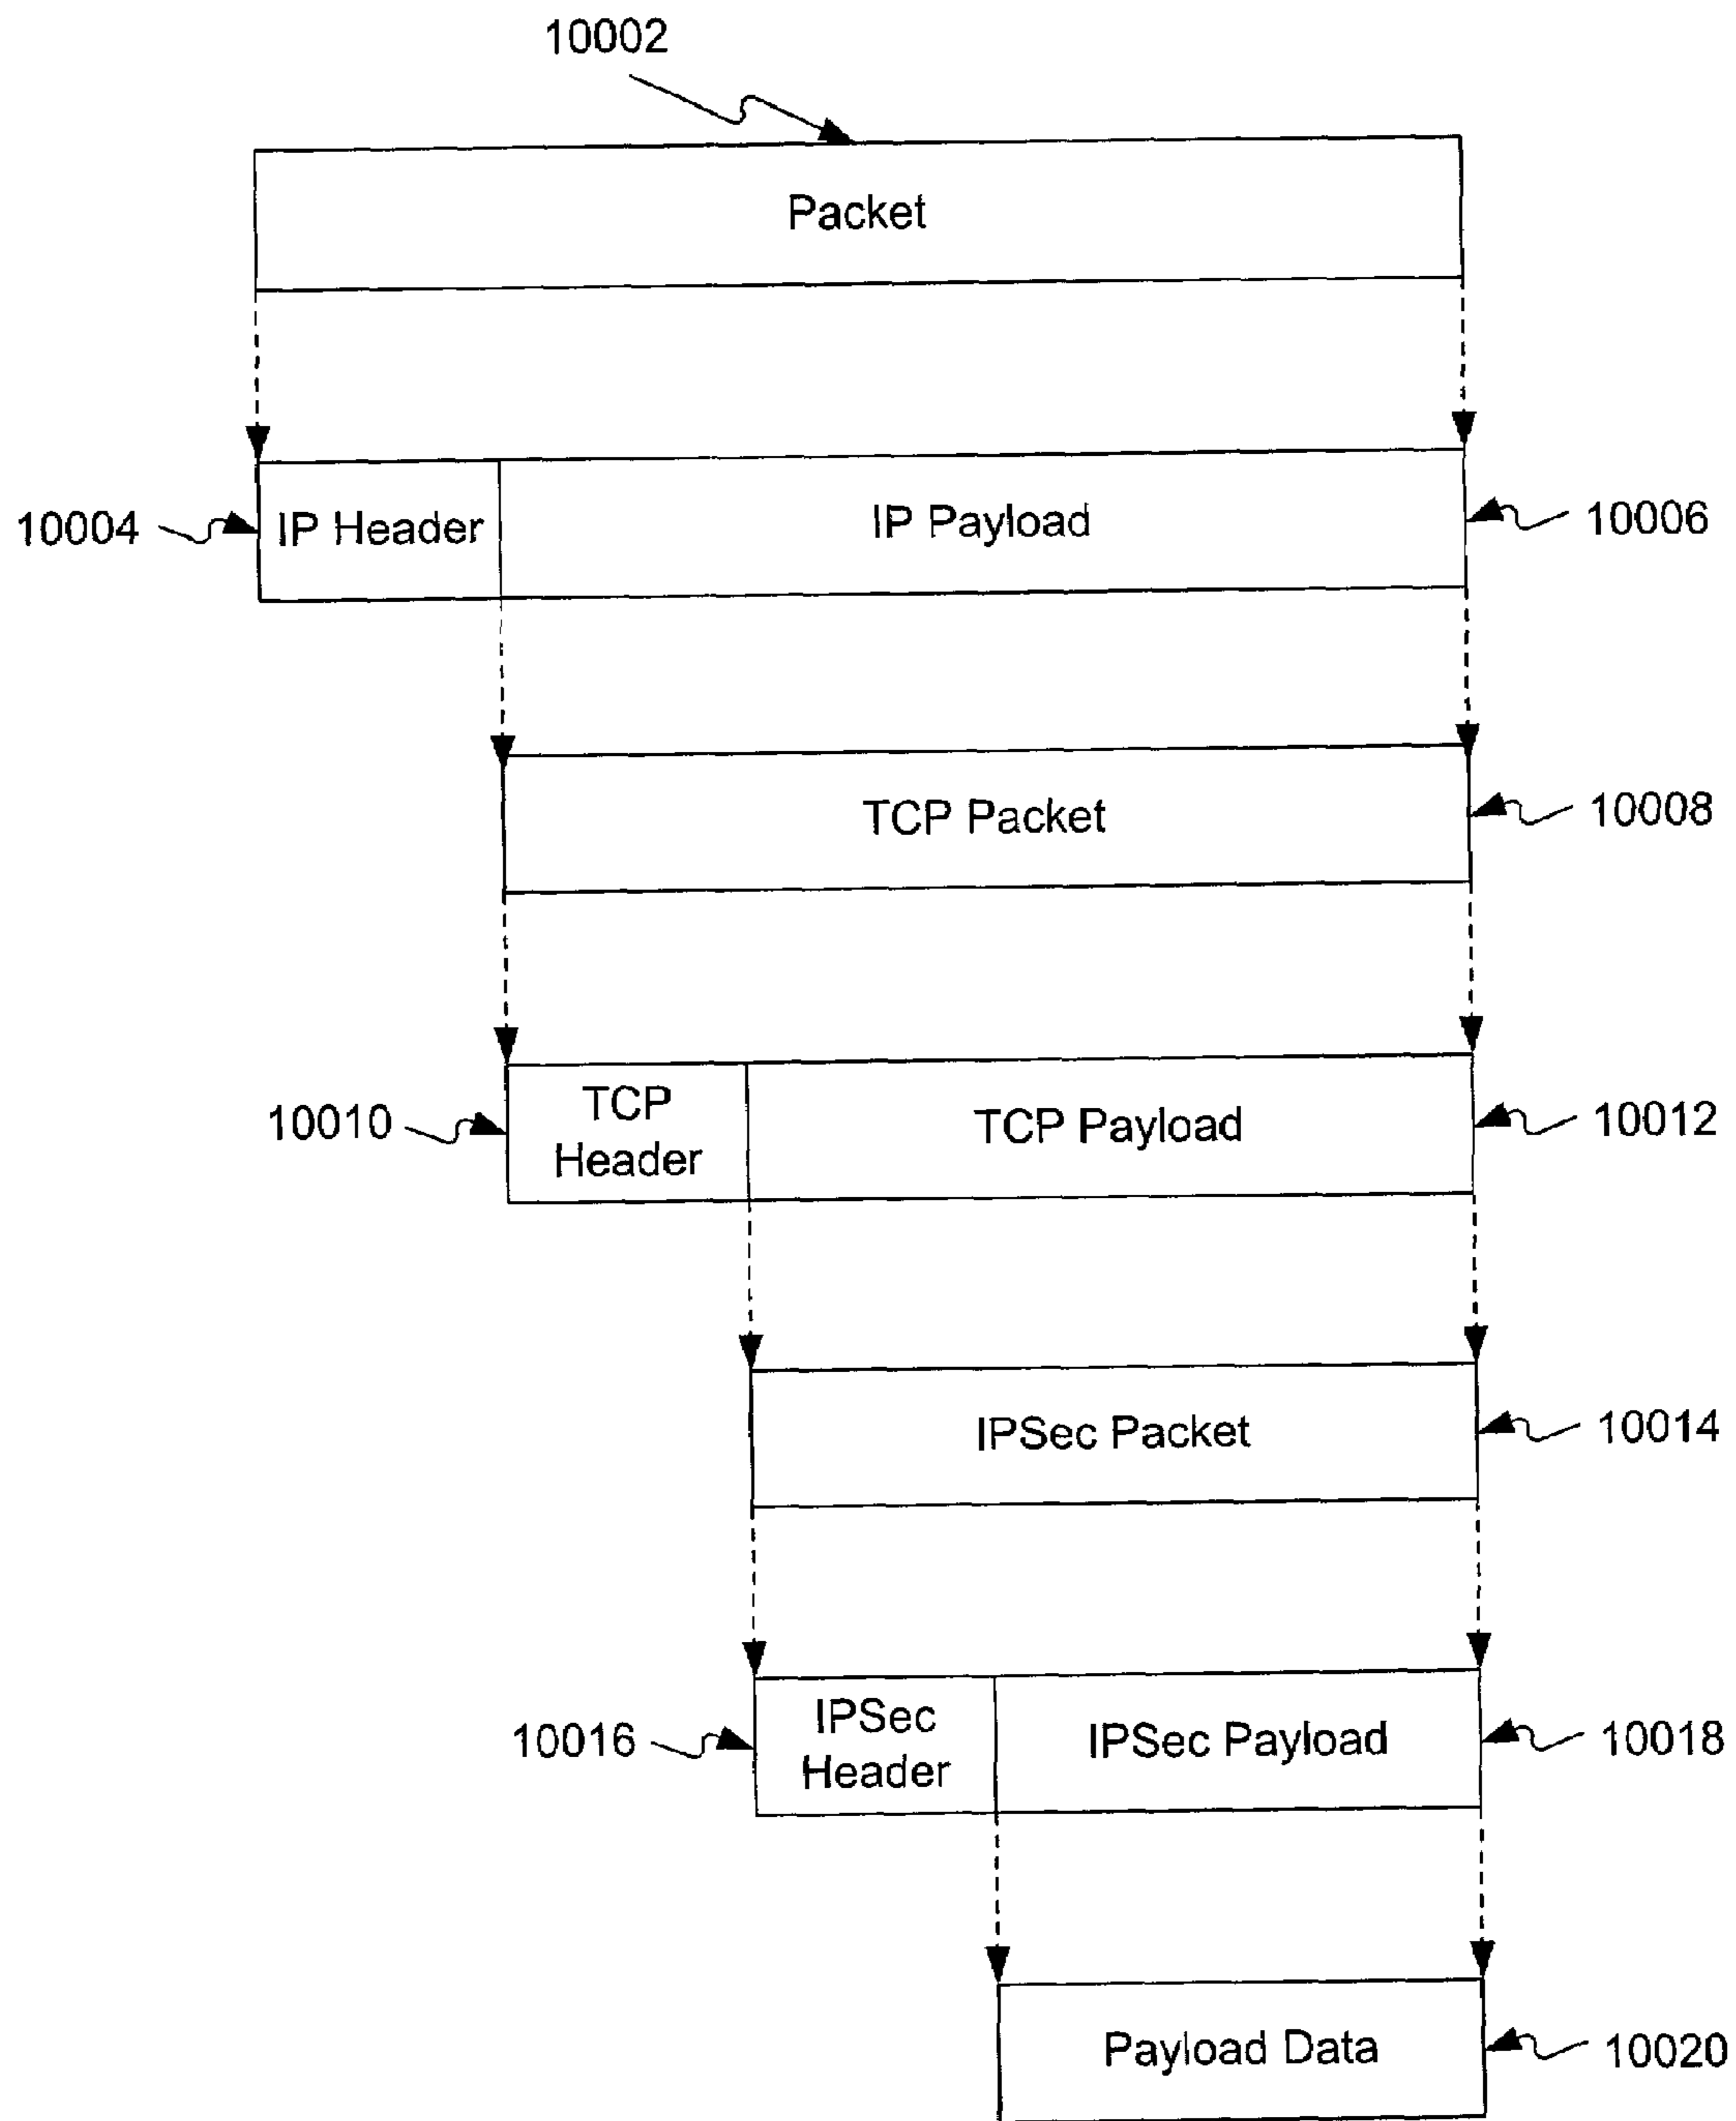 10002
Packet
10004
IP Header
IP Payload
10006
TCP Packet
10008
10010
TCP
Header
TCP Payload
10012
IPSec Packet
10014
10016
IPSec
Header
IPSec Payload
10018
Payload Data
10020